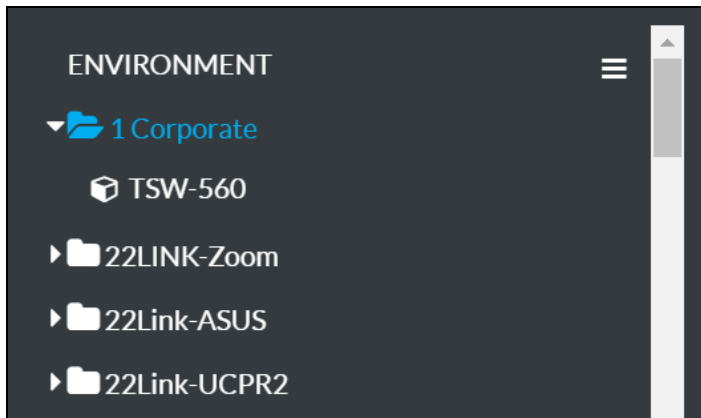 ENVIRONMENT
1 Corporate
TSW-560
22LINK-Zoom
22Link-ASUS
22Link-UCPR2